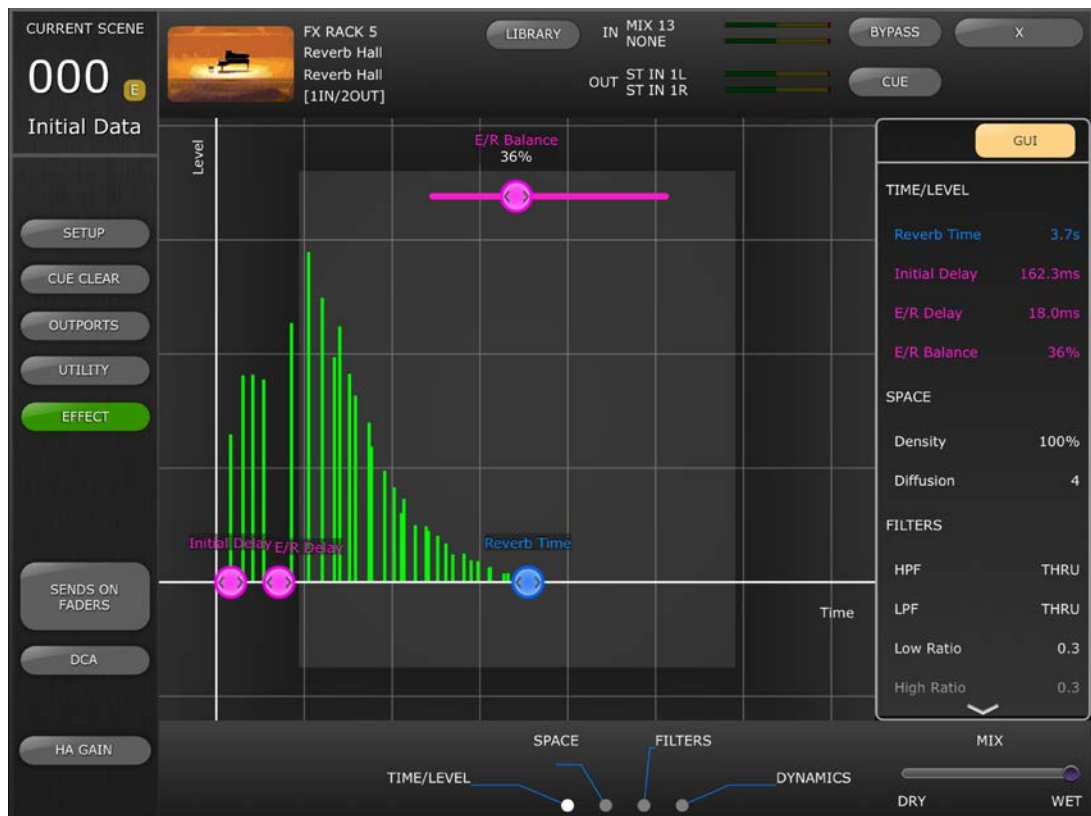 CURRENT SCENE
000 E
Initial Data
FX RACK 5
Reverb Hall
Reverb Hall
[1IN/2OUT]
LIBRARY
IN MIX 13
NONE
OUT ST IN 1L
ST IN 1R
BYPASS
X
CUE
SETUP
CUE CLEAR
OUTPORTS
UTILITY
EFFECT
SENDS ON
FADERS
DCA
HA GAIN
Level
E/R Balance
36%
Initial Delay
E/R Delay
Reverb Time
Time
GUI
TIME/LEVEL
Reverb Time 3.7s
Initial Delay 162.3ms
E/R Delay 18.0ms
E/R Balance 36%
SPACE
Density 100%
Diffusion 4
FILTERS
HPF THRU
LPF THRU
Low Ratio 0.3
High Ratio 0.3
SPACE
FILTERS
TIME/LEVEL
DYNAMICS
MIX
DRY WET